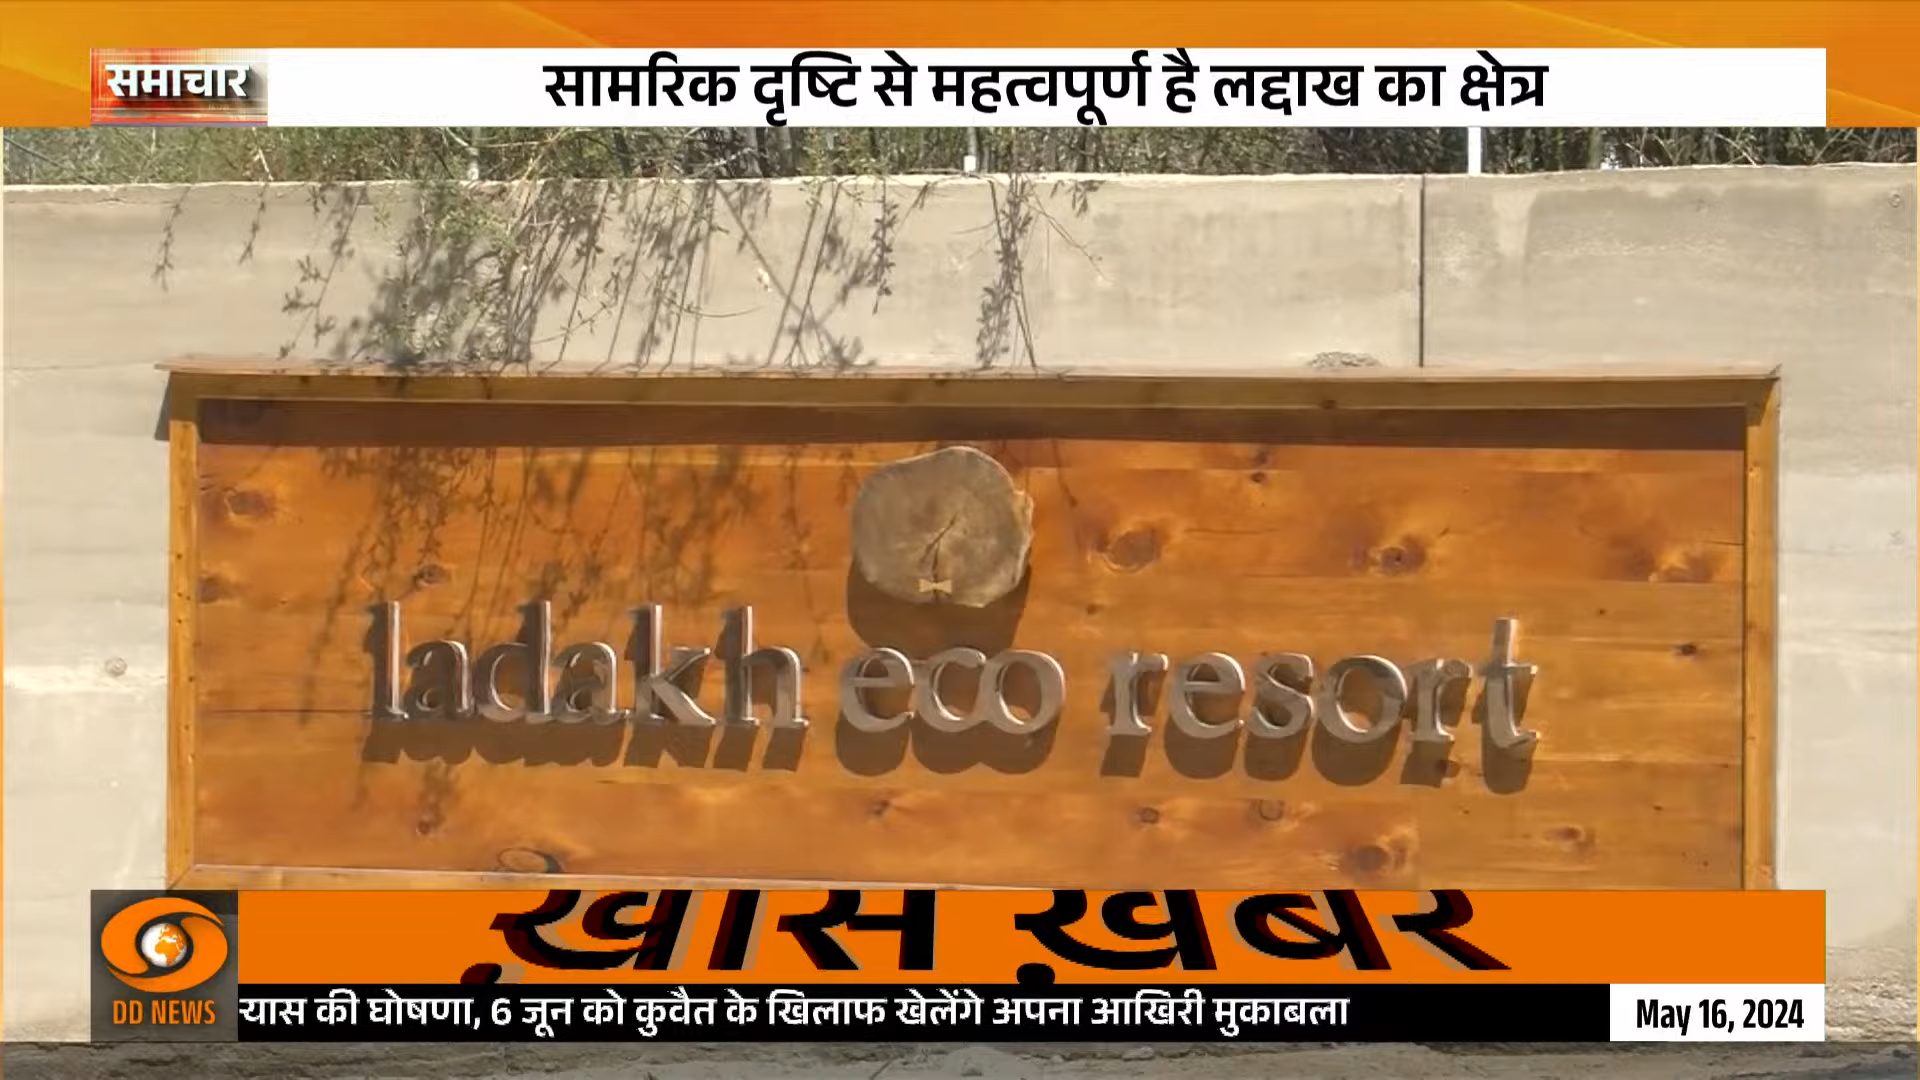 समाचार
सामरिक दृष्टि से महत्वपूर्ण है लद्दाख का क्षेत्र
ladakh eco resort
ख़ास ख़बर
DD NEWS
न्यास की घोषणा, 6 जून को कुवैत के खिलाफ खेलेंगे अपना आखिरी मुकाबला
May 16, 2024